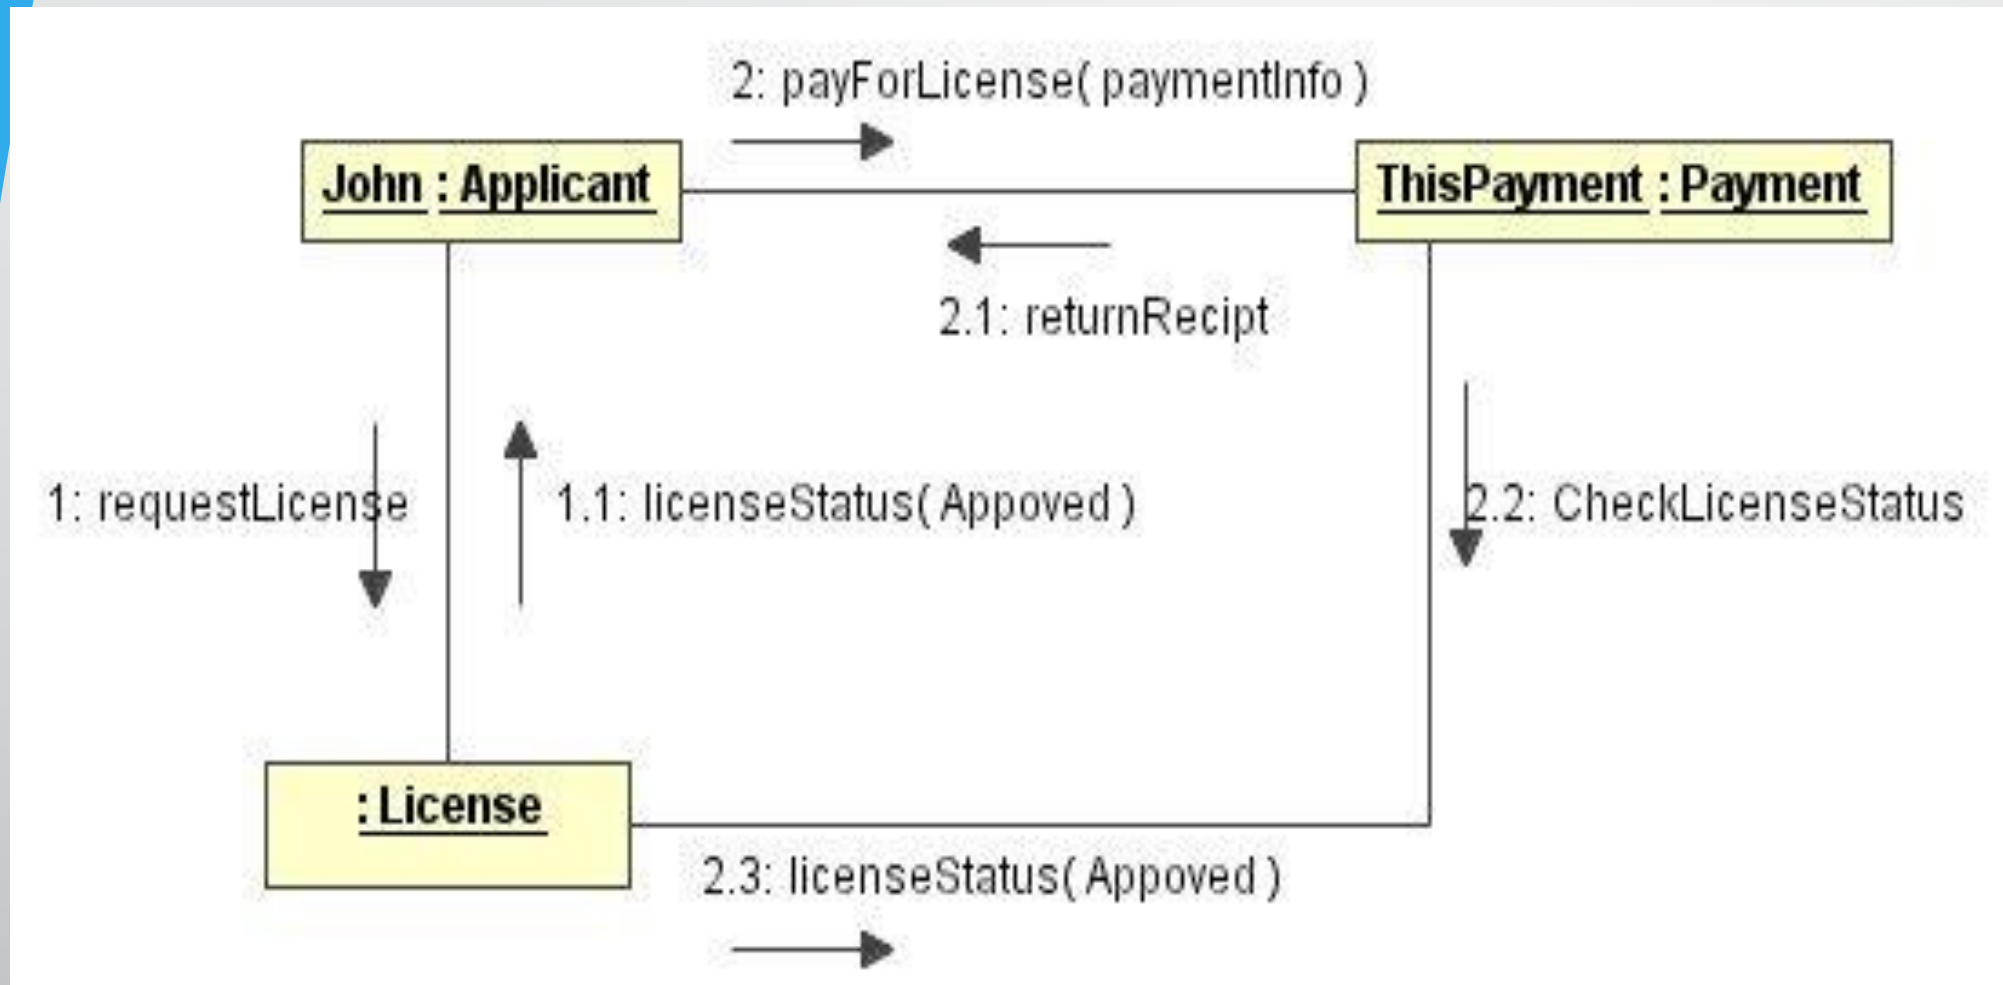 2: payForLicense( paymentInfo )
John : Applicant
ThisPayment : Payment
2.1: returnRecipt
1: requestLicense
1.1: licenseStatus( Appoved )
2.2: CheckLicenseStatus
: License
2.3: licenseStatus( Appoved )